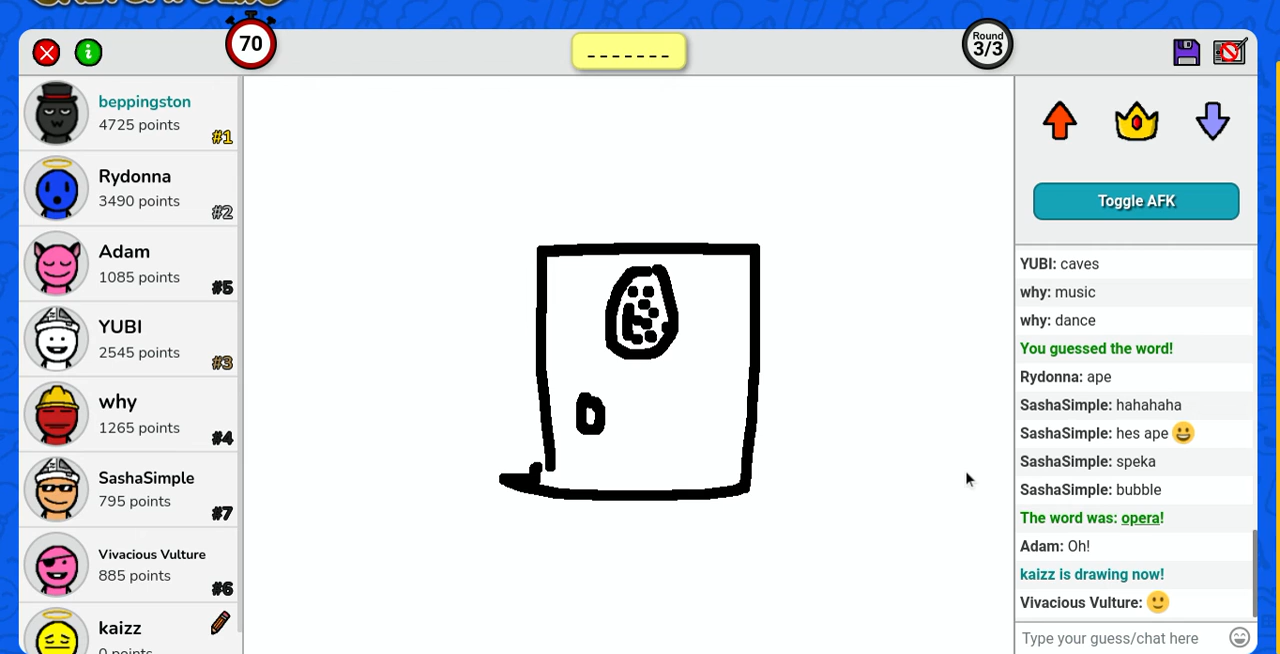 70
_ _ _ _ _ _ _
Round
3/3
beppingston
4725 points
#1
Rydonna
3490 points
#2
Adam
1085 points
#5
YUBI
2545 points
#3
why
1265 points
#4
SashaSimple
795 points
#7
Vivacious Vulture
885 points
#6
kaizz
0 points
Toggle AFK
YUBI: caves
why: music
why: dance
You guessed the word!
Rydonna: ape
SashaSimple: hahahaha
SashaSimple: hes ape 😀
SashaSimple: speka
SashaSimple: bubble
The word was: opera!
Adam: Oh!
kaizz is drawing now!
Vivacious Vulture: 🙂
Type your guess/chat here